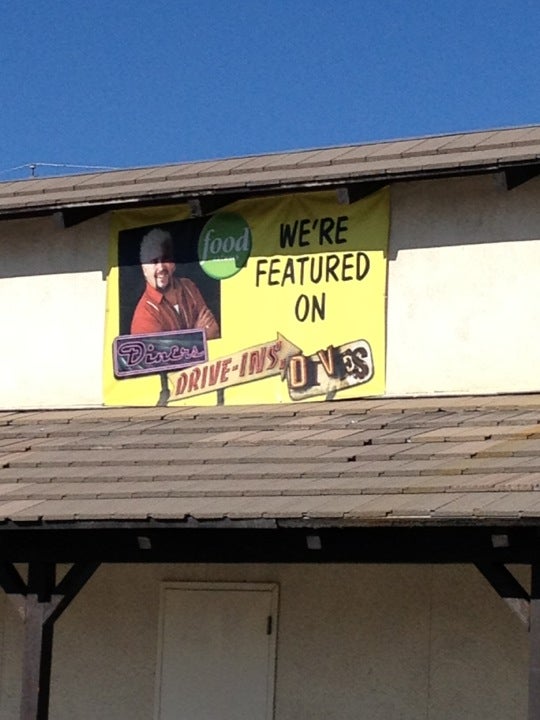 food
WE'RE
FEATURED
ON
Diners
DRIVE-INS,
DIVES